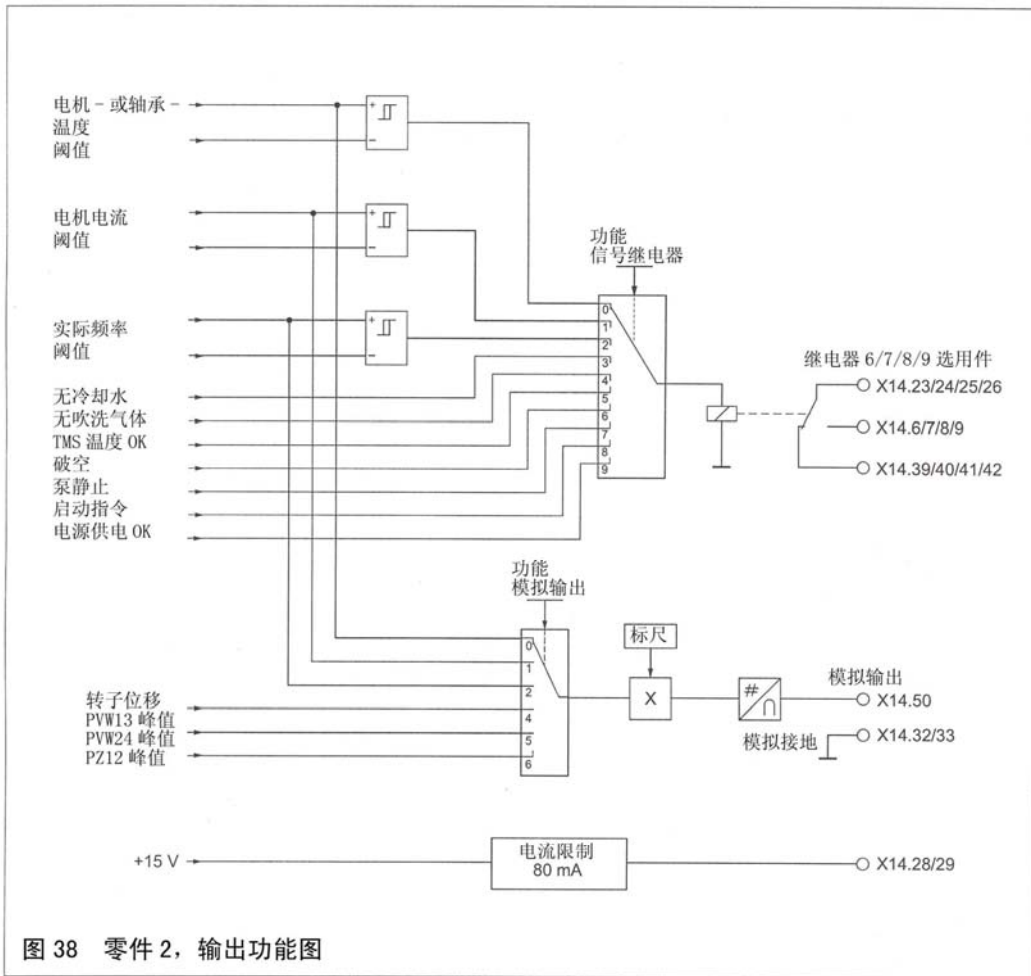 电机 - 或轴承 -
温度
阈值
+
-
电机电流
阈值
+
-
实际频率
阈值
+
-
功能
信号继电器
0
1
2
3
4
5
6
7
8
9
继电器 6/7/8/9 选用件
X14.23/24/25/26
X14.6/7/8/9
X14.39/40/41/42
无冷却水
无吹洗气体
TMS 温度 OK
破空
泵静止
启动指令
电源供电 OK
功能
模拟输出
0
1
2
4
5
6
标尺
X
#
∩
模拟输出
X14.50
模拟接地
X14.32/33
转子位移
PVW13 峰值
PVW24 峰值
PZ12 峰值
+15 V
电流限制
80 mA
X14.28/29
图 38 零件 2，输出功能图